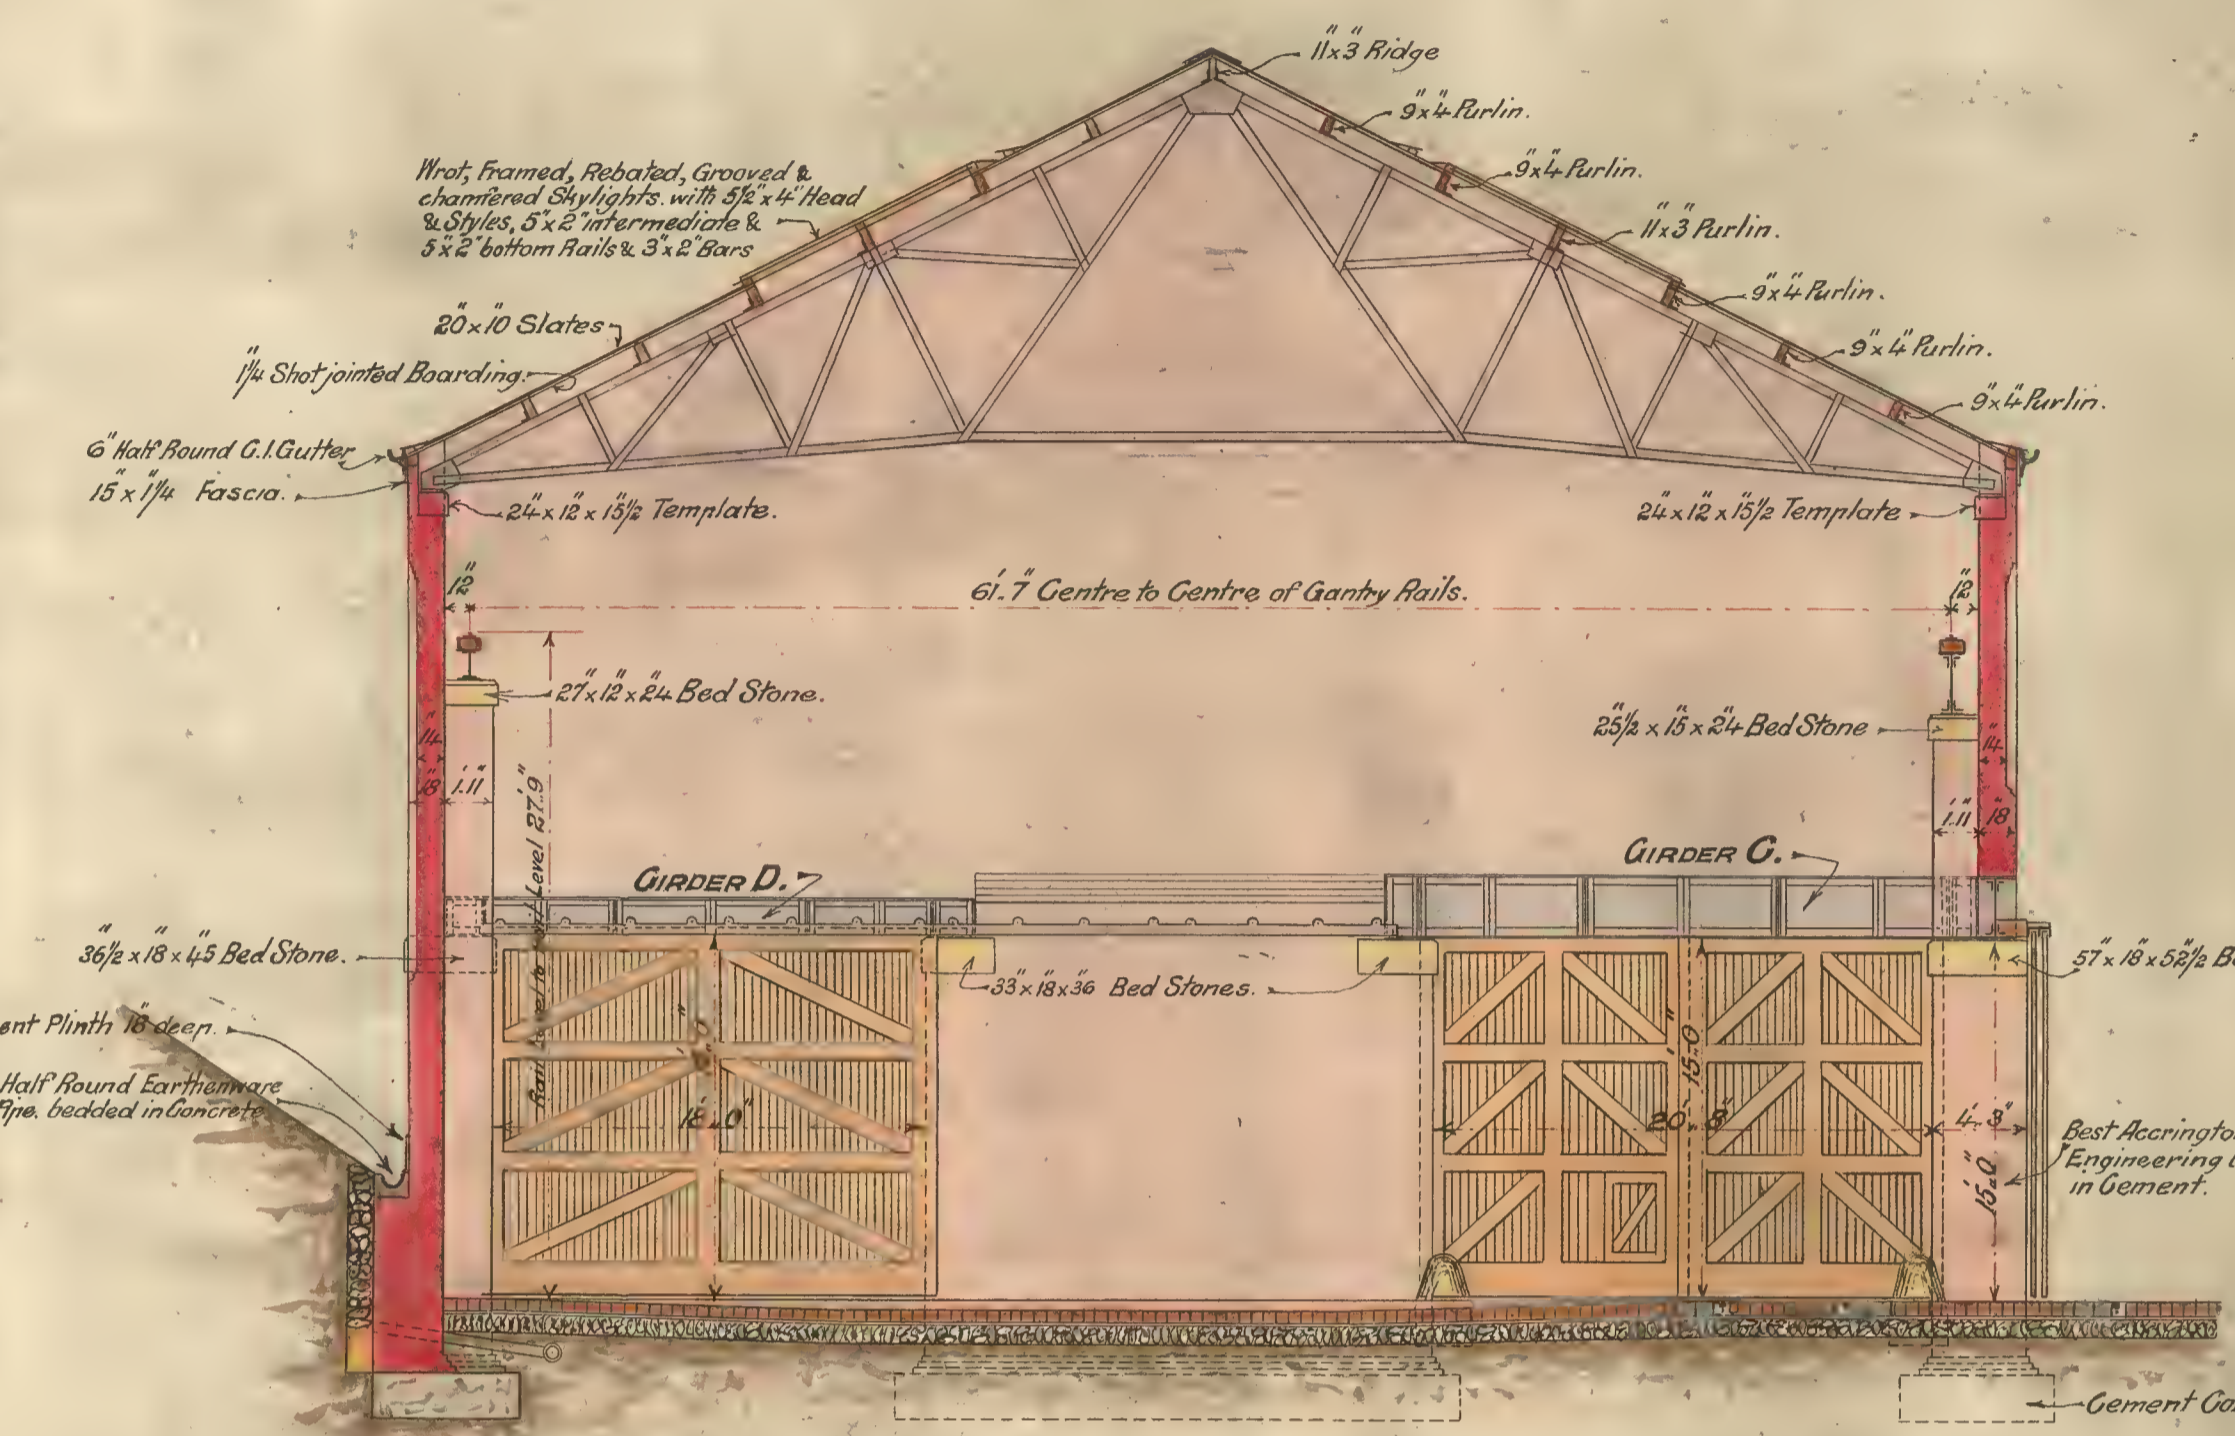 11"x3" Ridge
9"x4" Purlin.
9"x4" Purlin.
11"x3" Purlin.
9"x4" Purlin.
9"x4" Purlin.
9"x4" Purlin.
Wrot, Framed, Rebated, Grooved &
chamfered Skylights. with 5½"x4" Head
& Styles, 5"x2" intermediate &
5"x2" bottom Rails & 3"x2" Bars
20"x10" Slates
1¼" Shot jointed Boarding.
6" Half Round C.I. Gutter
15"x1¼" Fascia.
24"x12"x15½" Template.
24"x12"x15½" Template
12"
61'.7" Centre to Centre of Gantry Rails.
12"
27"x12"x24" Bed Stone.
25½"x15"x24" Bed Stone
14"
18"
1'.11"
14"
1'.11"
18"
Rail Level to Level 27'.9"
GIRDER D.
GIRDER C.
36½"x18"x45" Bed Stone.
33"x18"x36" Bed Stones.
57"x18"x52½"
Plinth 18" deep.
Half Round Earthenware
bedded in Concrete
18'.0"
15'.0"
20'.8"
4'.3"
15'.0"
Best
Engineering
in Cement.
Cement